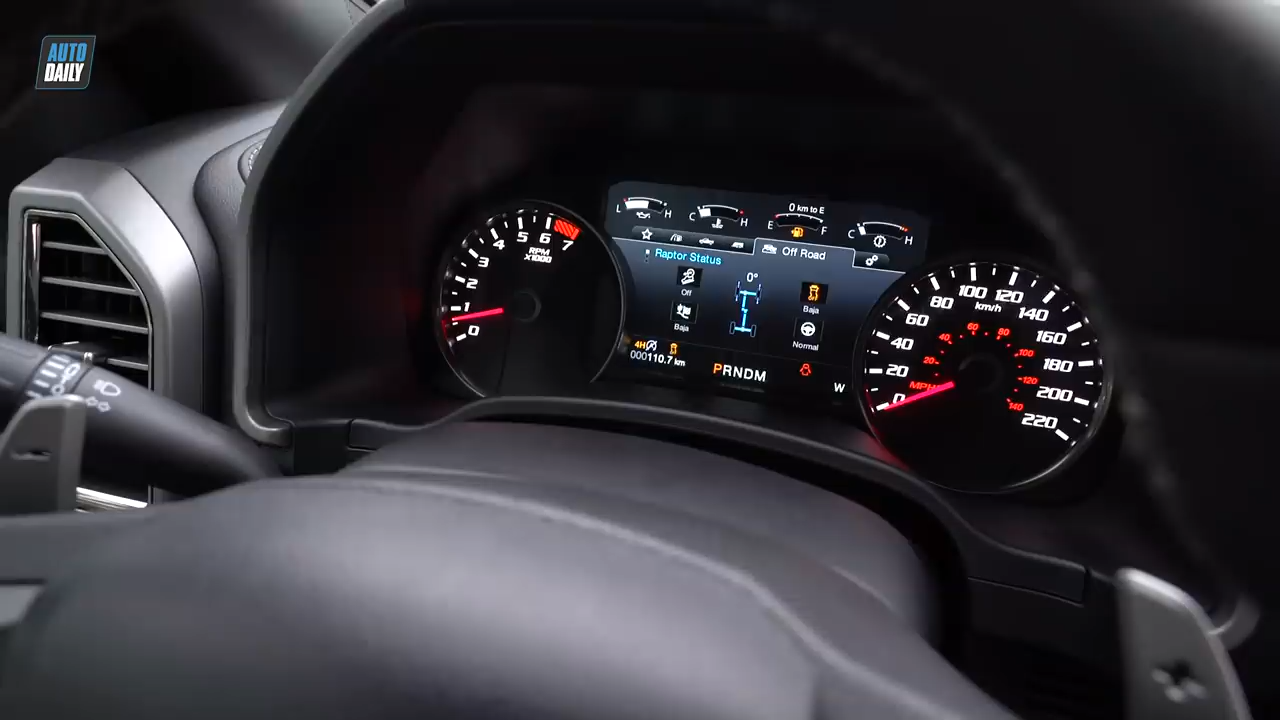 AUTO
DAILY
0 km to E
L H
C H
E F
C H
Off Road
Raptor Status
0°
Off
Baja
Baja
Normal
4H
000110.7 km
PRNDM
W
0
1
2
3
4
5
6
7
RPM
x1000
0
20
40
60
80
100
120
140
160
180
200
220
km/h
MPH
20
40
60
80
100
120
140